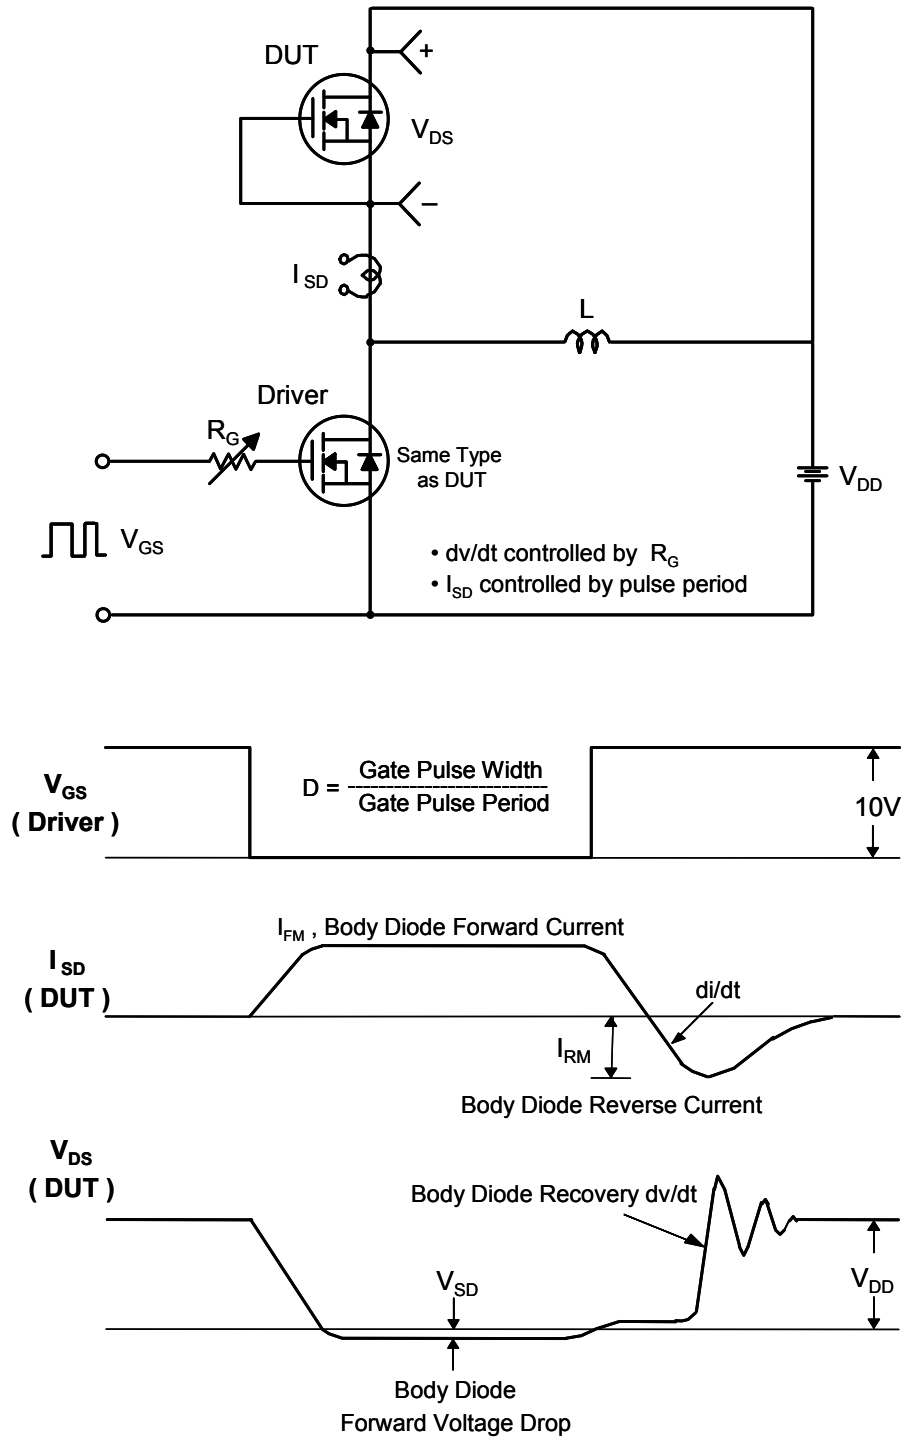 DUT
+
V_DS
–
I_SD
L
Driver
R_G
Same Type
as DUT
V_DD
V_GS
• dv/dt controlled by R_G
• I_SD controlled by pulse period
V_GS
( Driver )
D = Gate Pulse Width
Gate Pulse Period
10V
I_FM , Body Diode Forward Current
I_SD
( DUT )
di/dt
I_RM
Body Diode Reverse Current
V_DS
( DUT )
Body Diode Recovery dv/dt
V_SD
V_DD
Body Diode
Forward Voltage Drop